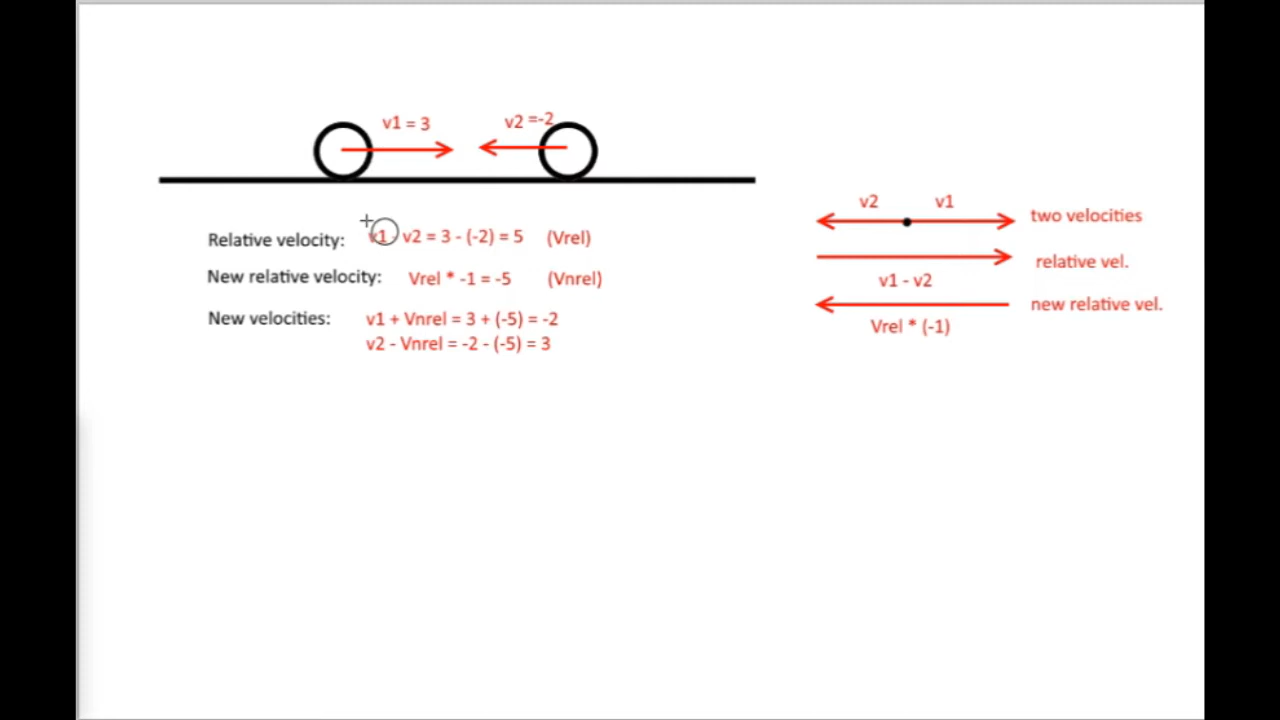 v1 = 3
v2 =-2
Relative velocity: v1 v2 = 3 - (-2) = 5 (Vrel)
New relative velocity: Vrel * -1 = -5 (Vnrel)
New velocities: v1 + Vnrel = 3 + (-5) = -2
v2 - Vnrel = -2 - (-5) = 3
v2 v1 two velocities
relative vel.
v1 - v2
new relative vel.
Vrel * (-1)